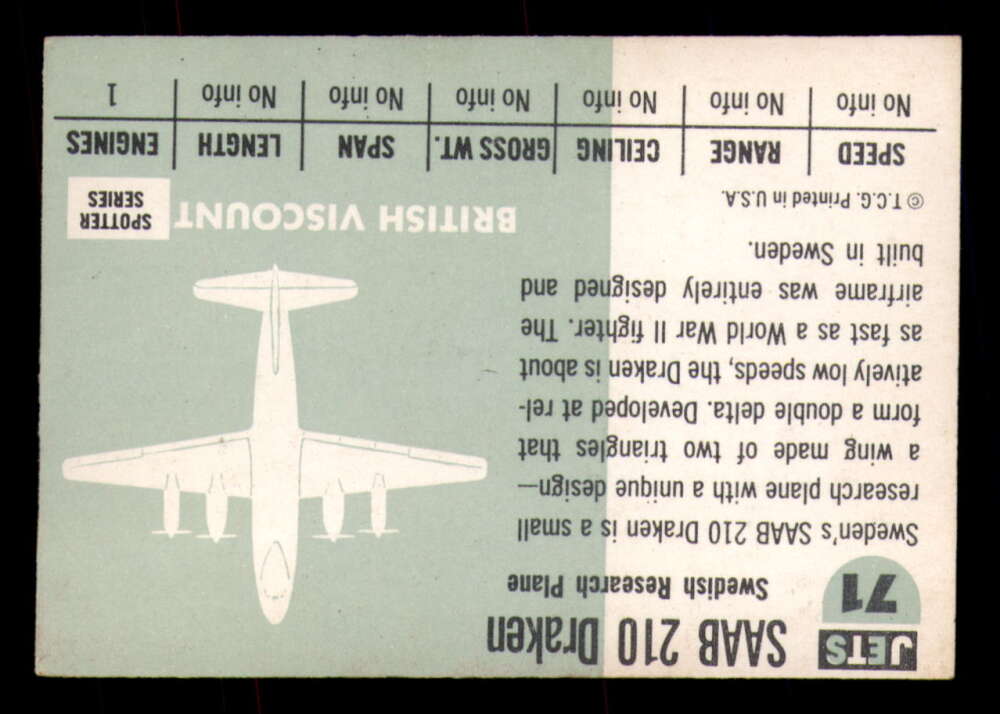 JETS
71
SAAB 210 Draken
Swedish Research Plane
Sweden's SAAB 210 Draken is a small
research plane with a unique design—
a wing made of two triangles that
form a double delta. Developed at rel-
atively low speeds, the Draken is about
as fast as a World War II fighter. The
airframe was entirely designed and
built in Sweden.
© T.C.G. Printed in U.S.A.
BRITISH VISCOUNT
SPOTTER
SERIES
SPEED RANGE CEILING GROSS WT. SPAN LENGTH ENGINES
No info No info No info No info No info No info 1